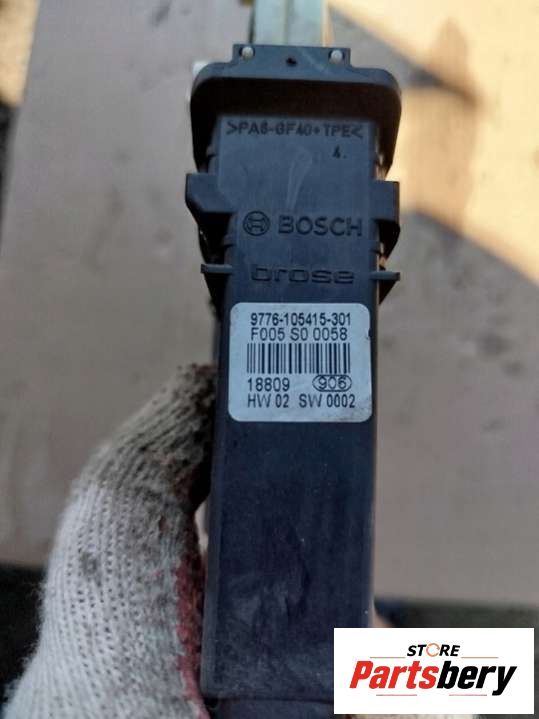 >PA6-GF40+TPE<
4.
BOSCH
brose
9776-105415-301
F005 S0 0058
18809 906
HW 02 SW 0002
STORE
Partsbery